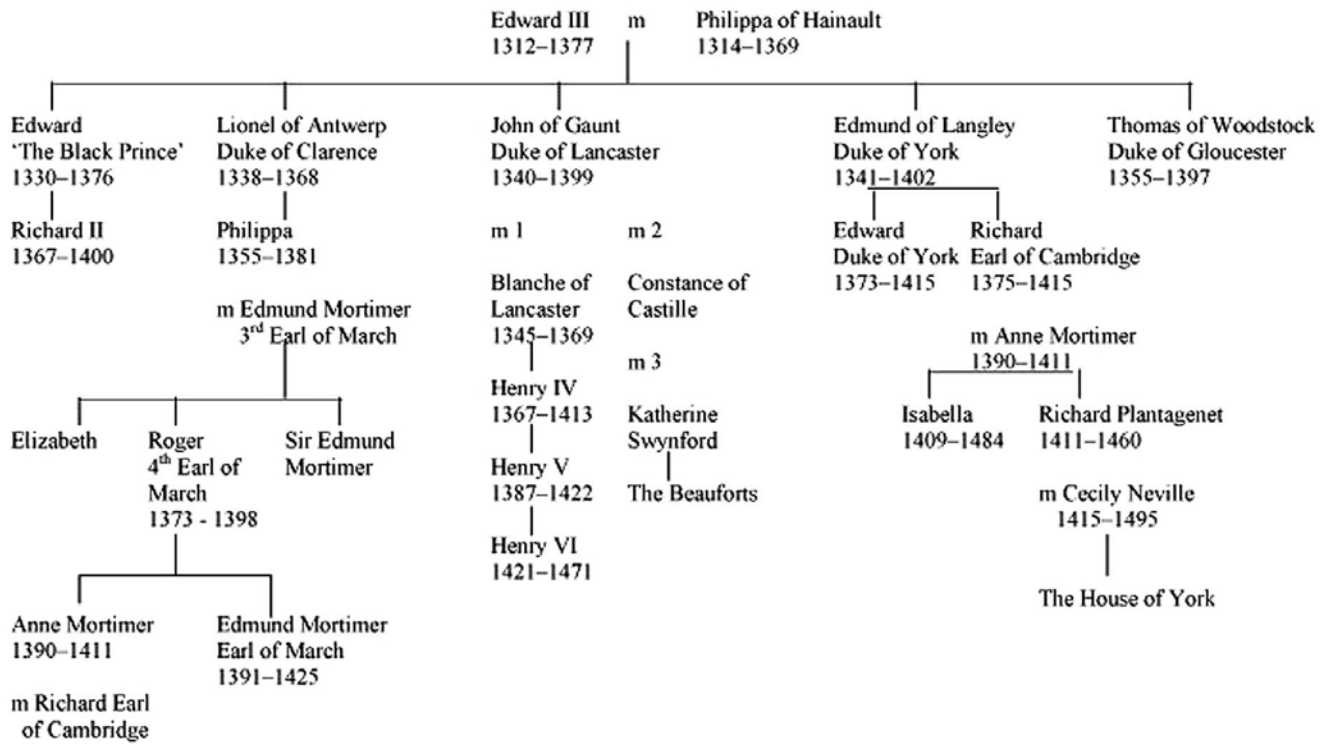 Edward III m Philippa of Hainault
1312–1377 1314–1369
Edward
'The Black Prince'
1330–1376
Richard II
1367–1400
Lionel of Antwerp
Duke of Clarence
1338–1368
Philippa
1355–1381
m Edmund Mortimer
3rd Earl of March
Elizabeth
Roger
4th Earl of
March
1373 - 1398
Sir Edmund
Mortimer
Anne Mortimer
1390–1411
m Richard Earl
of Cambridge
Edmund Mortimer
Earl of March
1391–1425
John of Gaunt
Duke of Lancaster
1340–1399
m 1
Blanche of
Lancaster
1345–1369
Henry IV
1367–1413
Henry V
1387–1422
Henry VI
1421–1471
m 2
Constance of
Castille
m 3
Katherine
Swynford
The Beauforts
Edmund of Langley
Duke of York
1341–1402
Edward
Duke of York
1373–1415
Richard
Earl of Cambridge
1375–1415
m Anne Mortimer
1390–1411
Isabella
1409–1484
Richard Plantagenet
1411–1460
m Cecily Neville
1415–1495
The House of York
Thomas of Woodstock
Duke of Gloucester
1355–1397